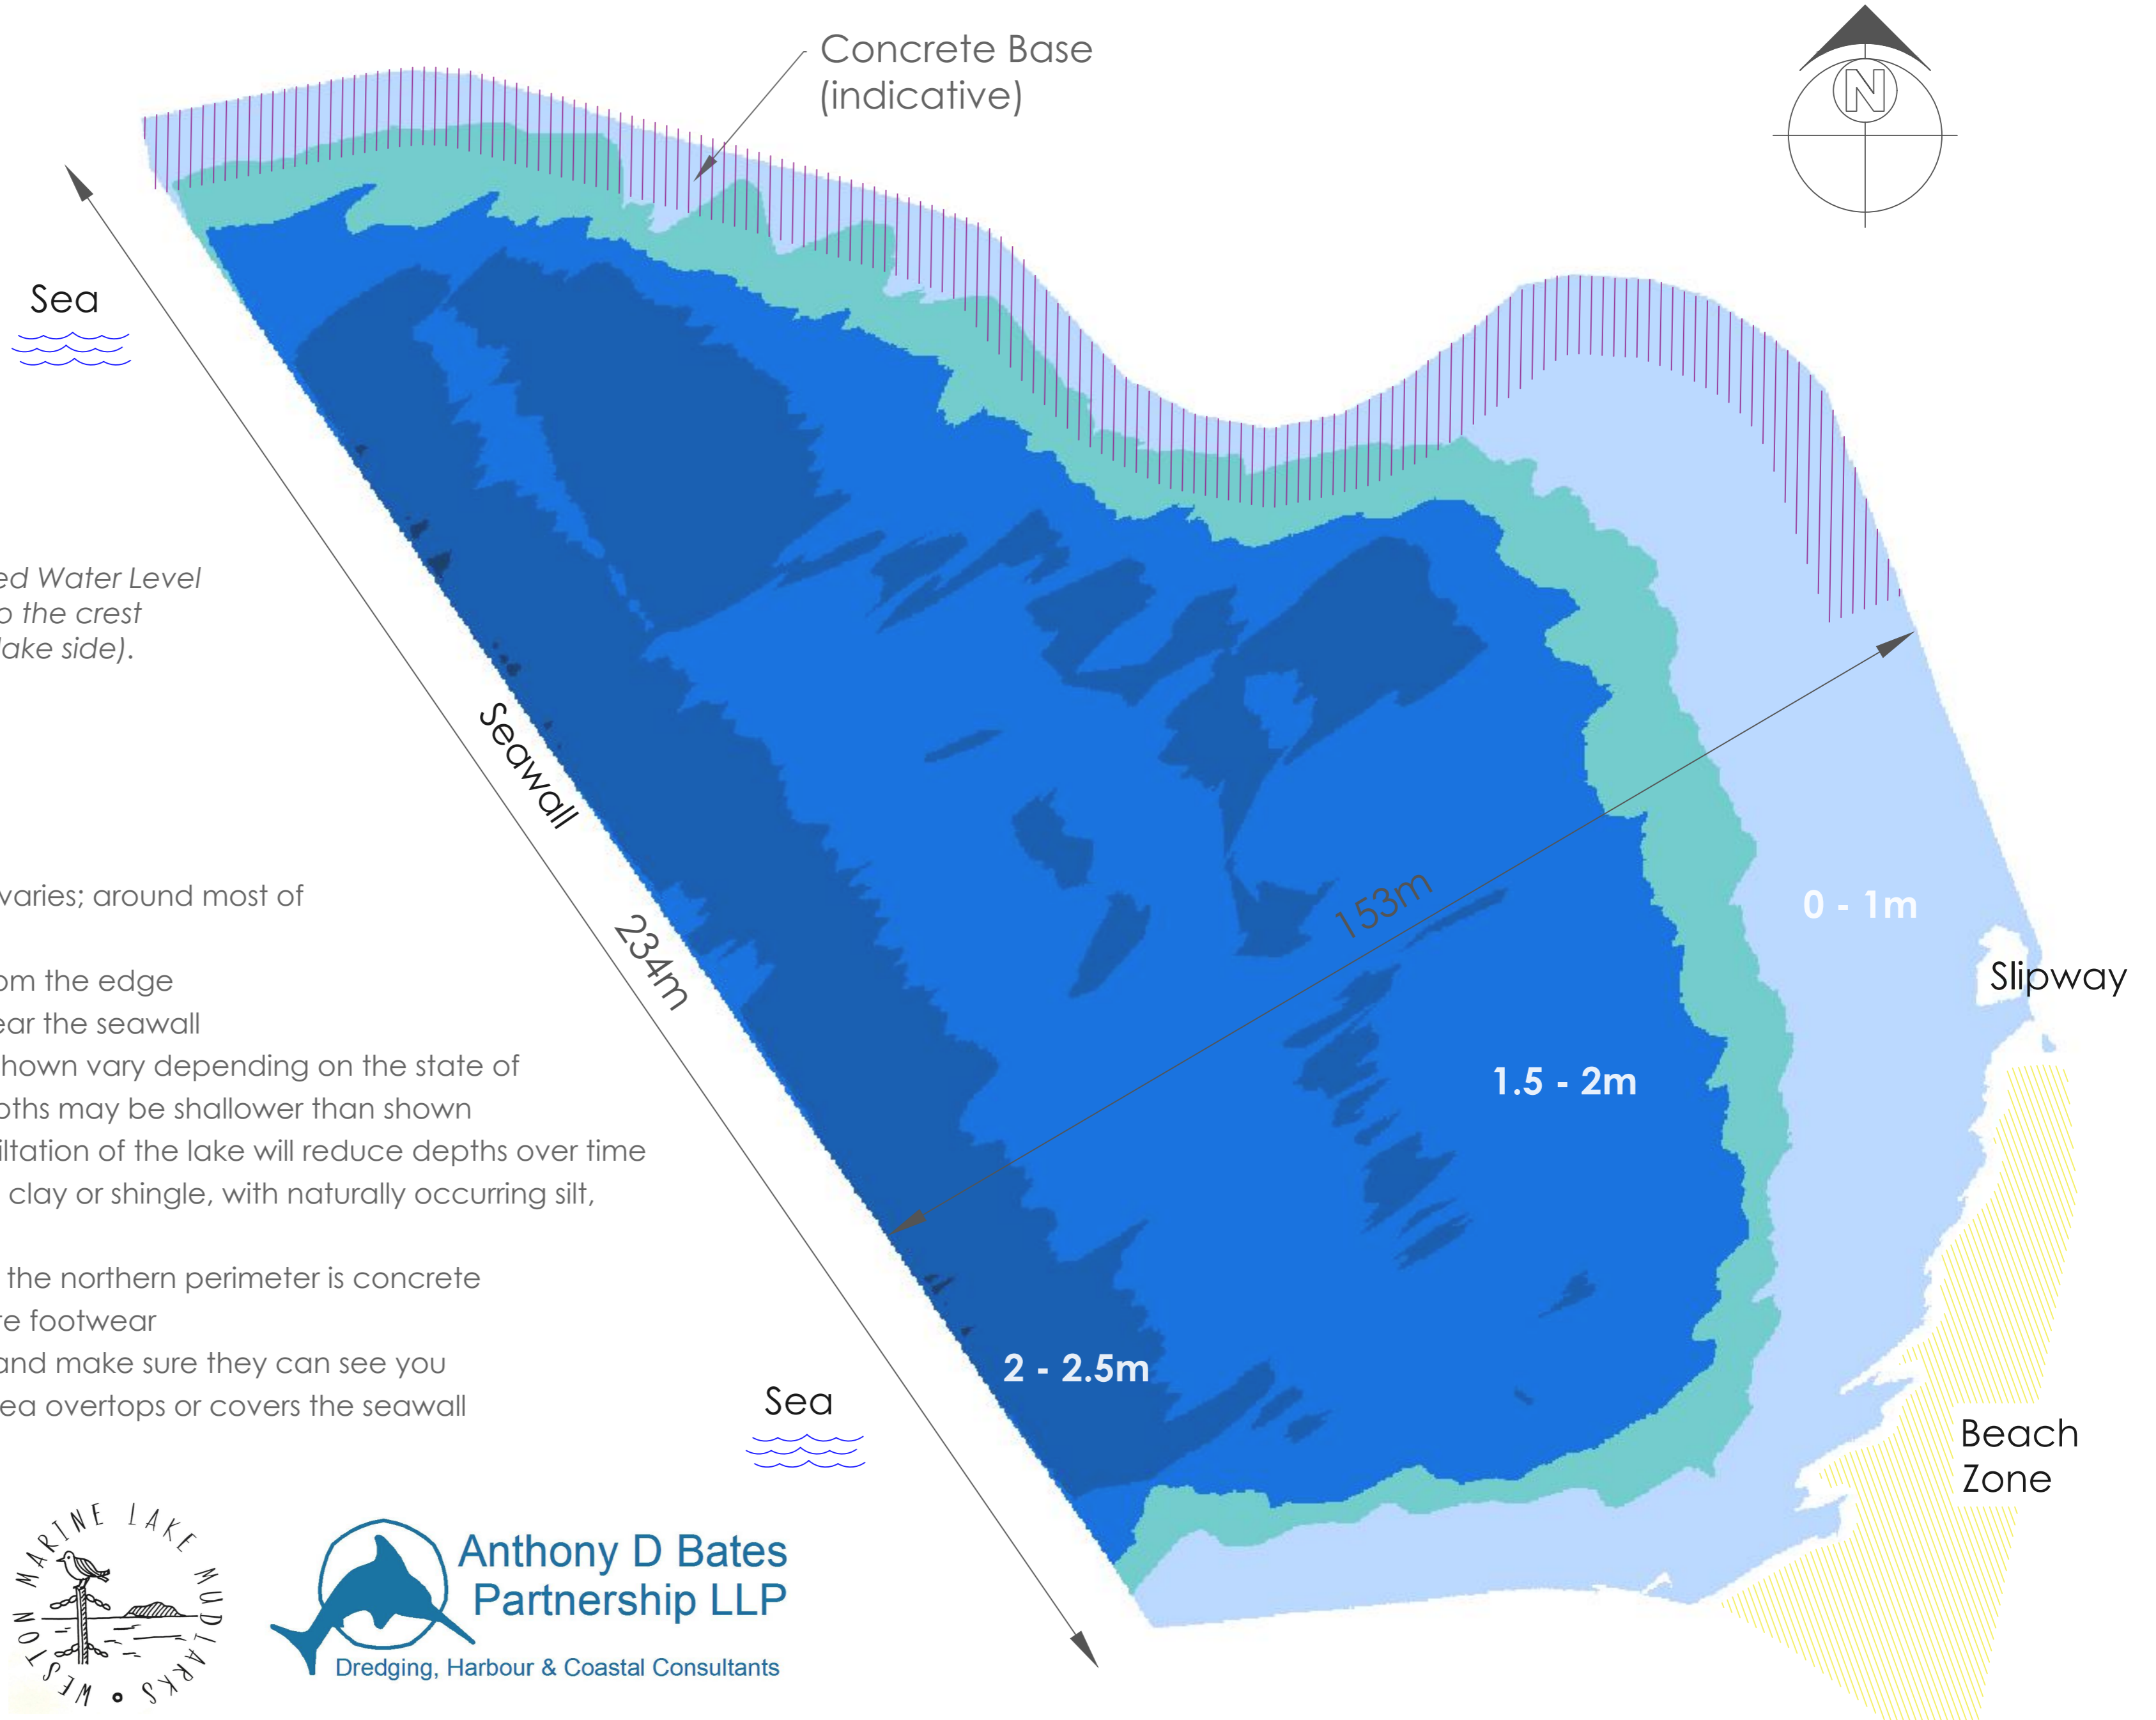 Concrete Base
(indicative)
N
Sea
ed Water Level
o the crest
lake side).
Seawall
234m
153m
varies; around most of
om the edge
ear the seawall
hown vary depending on the state of
pths may be shallower than shown
iltation of the lake will reduce depths over time
clay or shingle, with naturally occurring silt,
the northern perimeter is concrete
re footwear
and make sure they can see you
ea overtops or covers the seawall
0 - 1m
Slipway
1.5 - 2m
2 - 2.5m
Sea
Beach
Zone
WESTON MARINE LAKE MUDLARKS
Anthony D Bates
Partnership LLP
Dredging, Harbour & Coastal Consultants